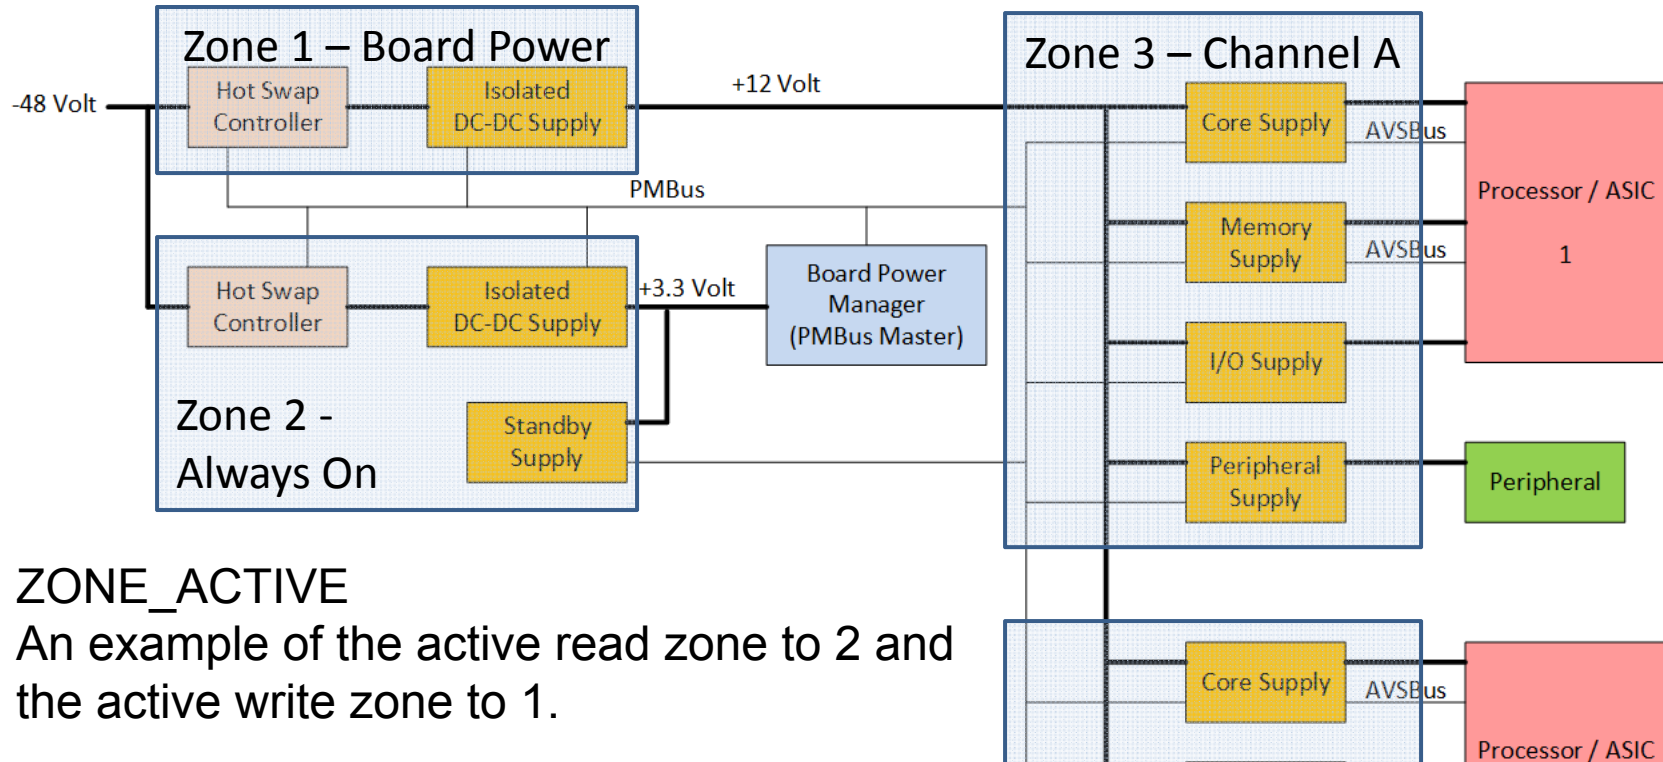 Zone 1 – Board Power
Zone 3 – Channel A
-48 Volt
Hot Swap
Controller
Isolated
DC-DC Supply
+12 Volt
Core Supply
AVSBus
PMBus
Processor / ASIC
1
Memory
Supply
AVSBus
Hot Swap
Controller
Isolated
DC-DC Supply
+3.3 Volt
Board Power
Manager
(PMBus Master)
I/O Supply
Zone 2 -
Always On
Standby
Supply
Peripheral
Supply
Peripheral
ZONE_ACTIVE
An example of the active read zone to 2 and
the active write zone to 1.
Core Supply
AVSBus
Processor / ASIC